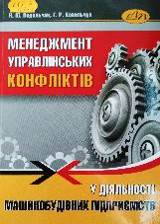 МЕНЕДЖМЕНТ
УПРАВЛІНСЬКИХ
КОНФЛІКТІВ
У ДІЯЛЬНОСТІ
МАШИНОБУДІВНИХ ПІДПРИЄМСТВ